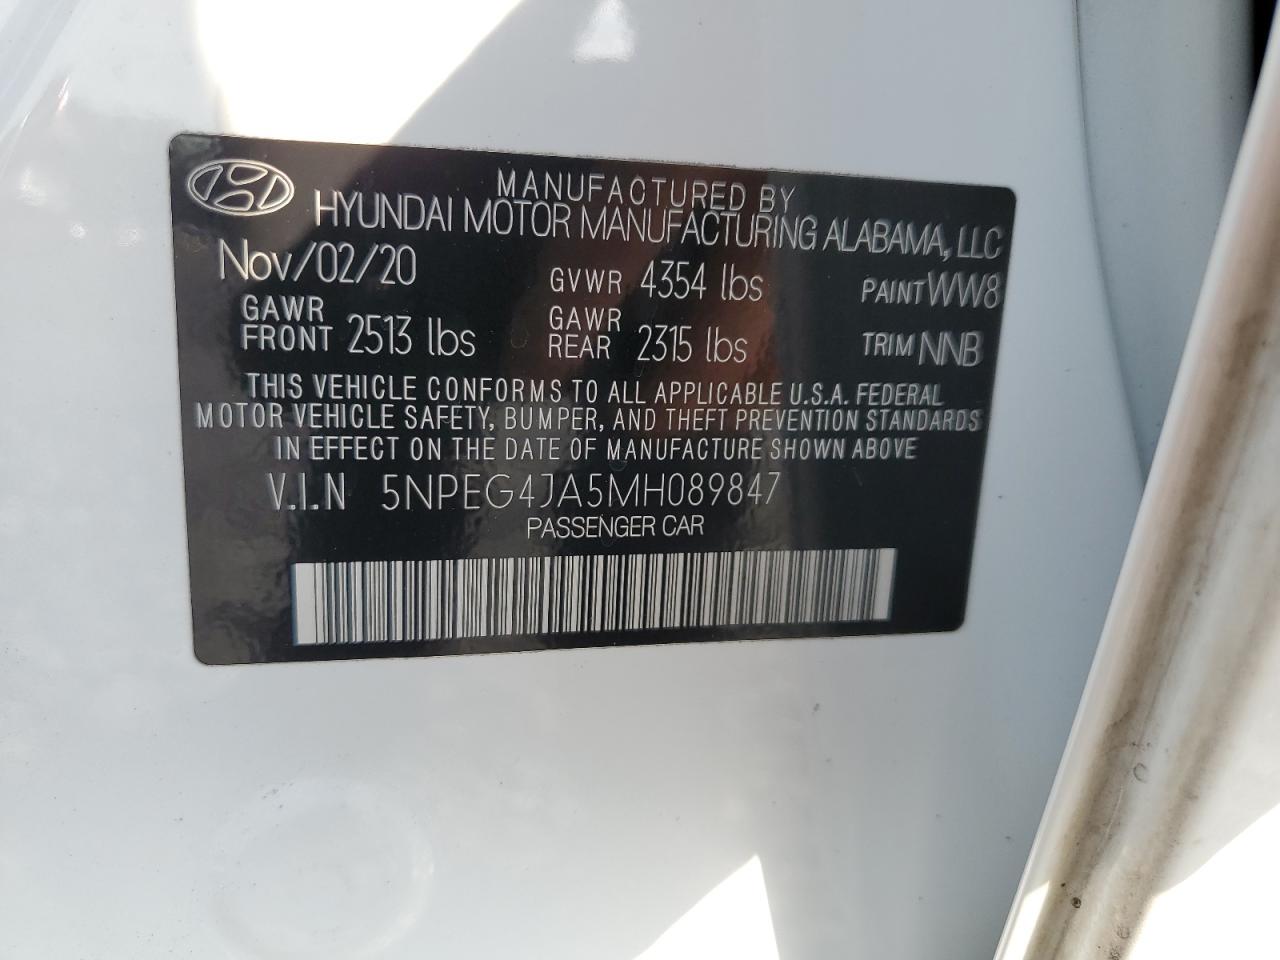 MANUFACTURED BY
HYUNDAI MOTOR MANUFACTURING ALABAMA, LLC
Nov/02/20 GVWR 4354 lbs PAINT WW8
GAWR FRONT 2513 lbs GAWR REAR 2315 lbs TRIM NNB
THIS VEHICLE CONFORMS TO ALL APPLICABLE U.S.A. FEDERAL
MOTOR VEHICLE SAFETY, BUMPER, AND THEFT PREVENTION STANDARDS
IN EFFECT ON THE DATE OF MANUFACTURE SHOWN ABOVE
V.I.N 5NPEG4JA5MH089847
PASSENGER CAR